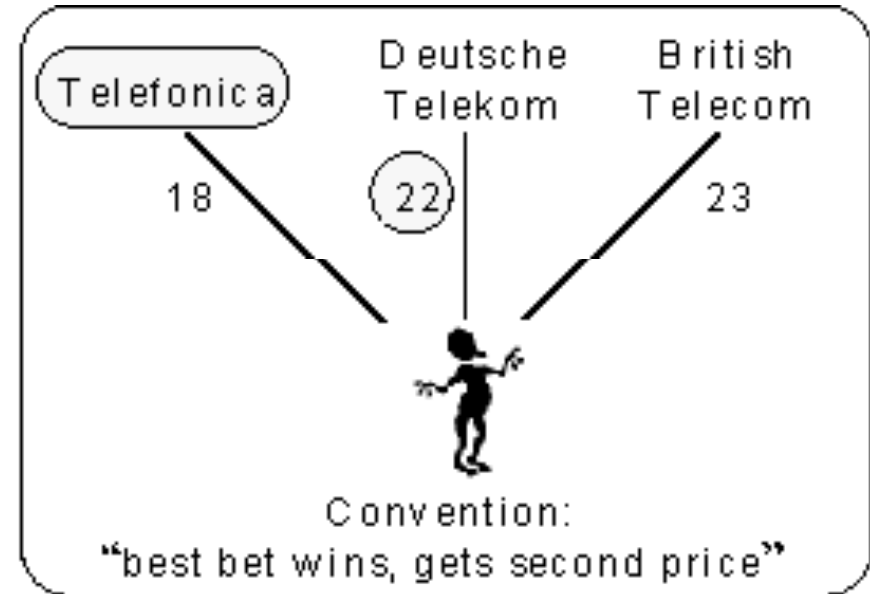 Telefonica
Deutsche
Telekom
British
Telecom
18
22
23
Convention:
“best bet wins, gets second price”